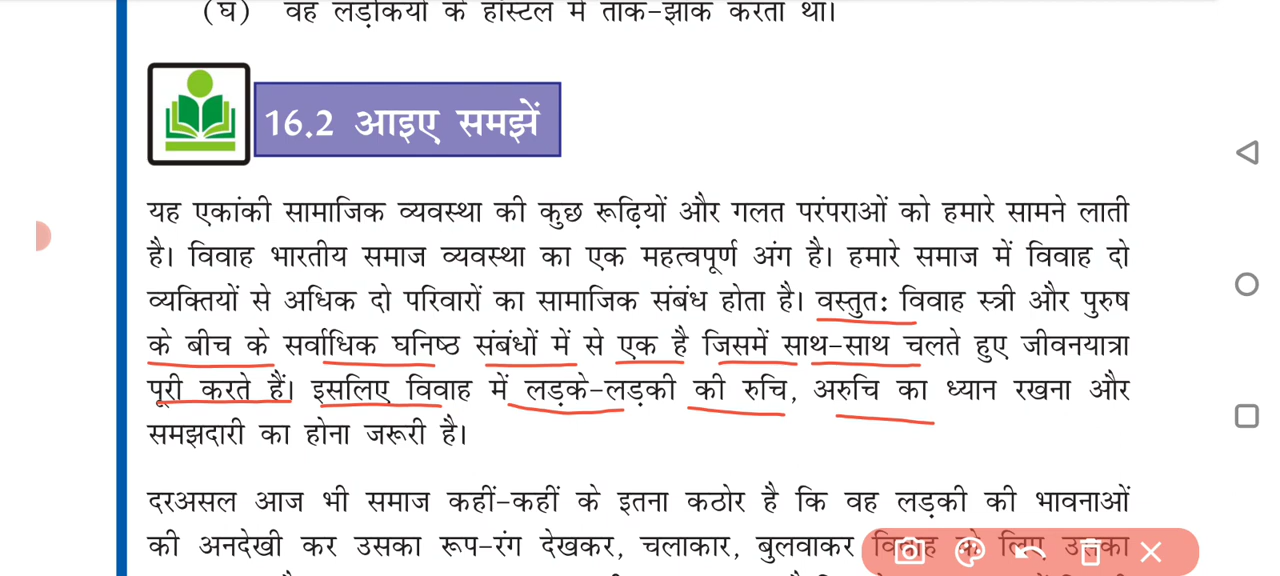 (घ) वह लड़कियों के हॉस्टल में ताक-झाँक करता था।
16.2 आइए समझें
यह एकांकी सामाजिक व्यवस्था की कुछ रूढ़ियों और गलत परंपराओं को हमारे सामने लाती
है। विवाह भारतीय समाज व्यवस्था का एक महत्वपूर्ण अंग है। हमारे समाज में विवाह दो
व्यक्तियों से अधिक दो परिवारों का सामाजिक संबंध होता है। वस्तुतः विवाह स्त्री और पुरुष
के बीच के सर्वाधिक घनिष्ठ संबंधों में से एक है जिसमें साथ-साथ चलते हुए जीवनयात्रा
पूरी करते हैं। इसलिए विवाह में लड़के-लड़की की रुचि, अरुचि का ध्यान रखना और
समझदारी का होना जरूरी है।
दरअसल आज भी समाज कहीं-कहीं के इतना कठोर है कि वह लड़की की भावनाओं
की अनदेखी कर उसका रूप-रंग देखकर, चलाकार, बुलवाकर विवाह के लिए उसका